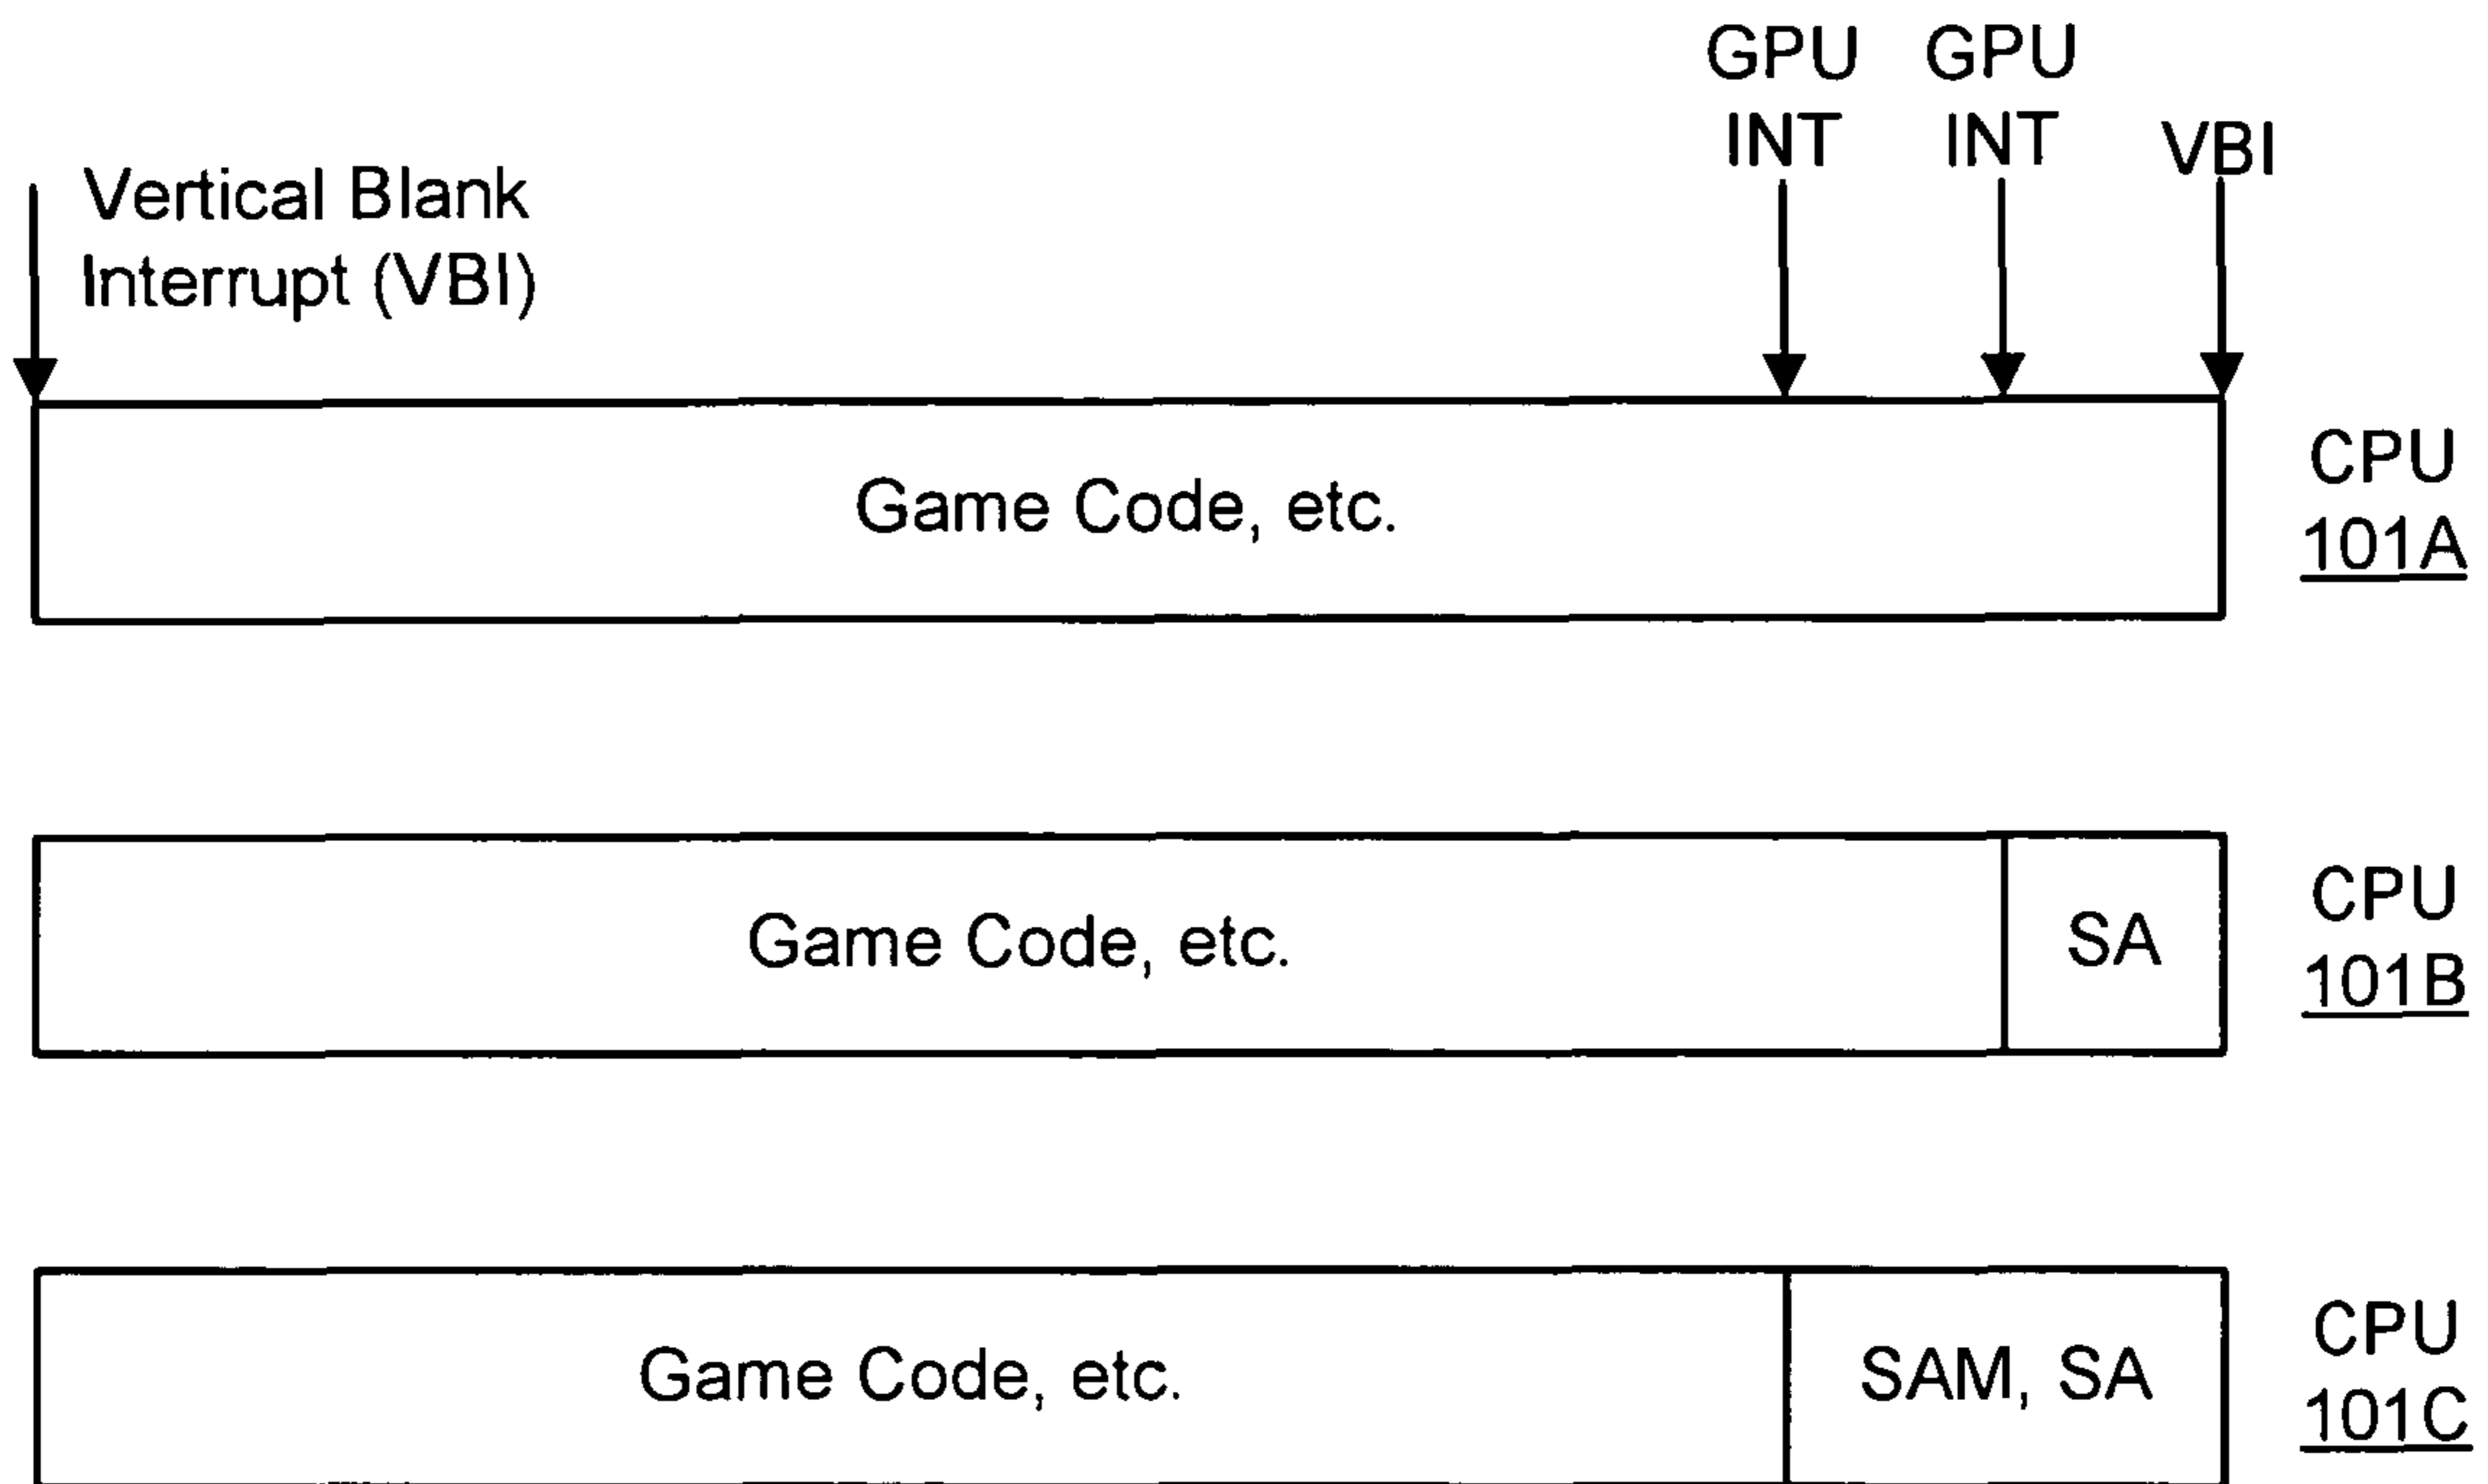 GPU GPU
INT INT VBI
Vertical Blank
Interrupt (VBI)
Game Code, etc.
CPU
101A
Game Code, etc.
SA
CPU
101B
Game Code, etc.
SAM, SA
CPU
101C